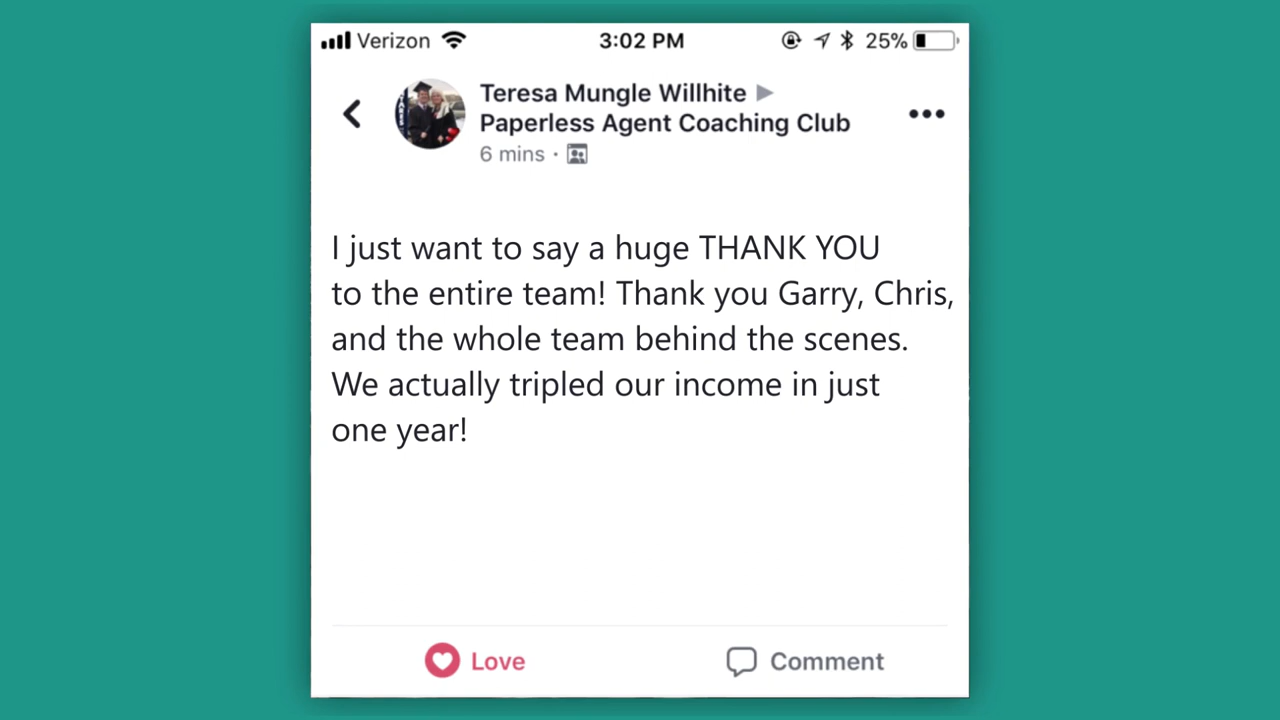 Verizon 3:02 PM 25%
Teresa Mungle Willhite
Paperless Agent Coaching Club
6 mins ·
I just want to say a huge THANK YOU
to the entire team! Thank you Garry, Chris,
and the whole team behind the scenes.
We actually tripled our income in just
one year!
Love Comment